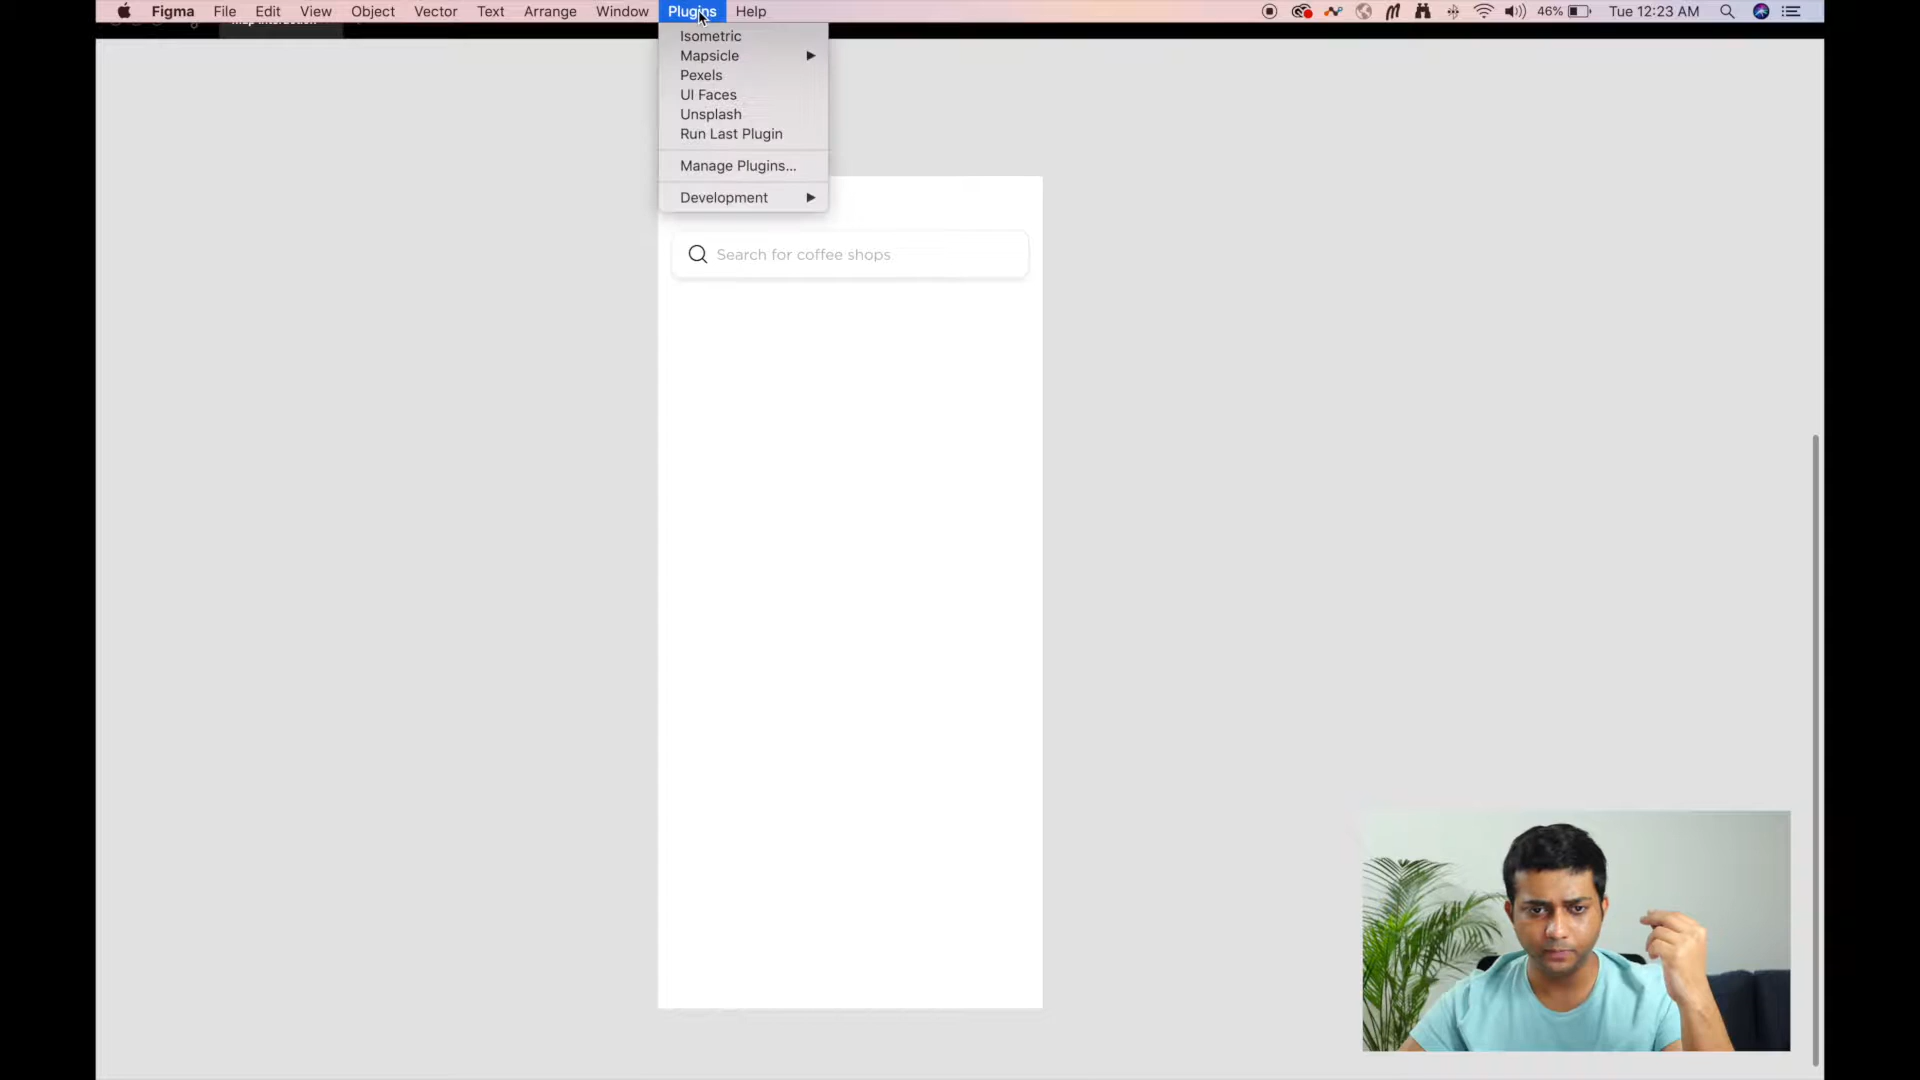 Figma File Edit View Object Vector Text Arrange Window Plugins Help 46% Tue 12:23 AM
Isometric
Mapsicle
Pexels
UI Faces
Unsplash
Run Last Plugin
Manage Plugins...
Development
Search for coffee shops